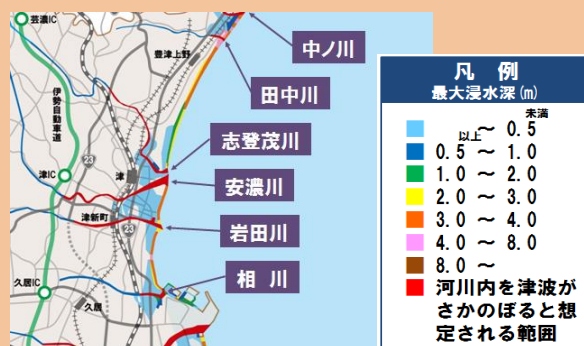 芸濃IC
中ノ川
豊津上野
田中川
伊勢自動車道
志登茂川
23
津IC
津
安濃川
津新町
岩田川
23
相川
久居IC
久居
凡例
最大浸水深(m)
以上 ～ 0.5 未満
0.5 ～ 1.0
1.0 ～ 2.0
2.0 ～ 3.0
3.0 ～ 4.0
4.0 ～ 8.0
8.0 ～
河川内を津波が
さかのぼると想
定される範囲